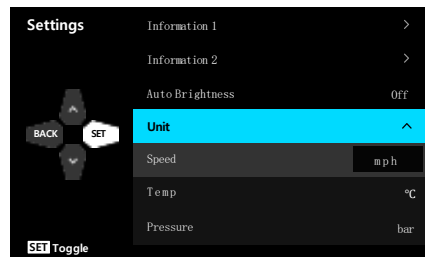 Settings
Information 1
Information 2
Auto Brightness Off
BACK SET
Unit
Speed mph
Temp °C
Pressure bar
SET Toggle